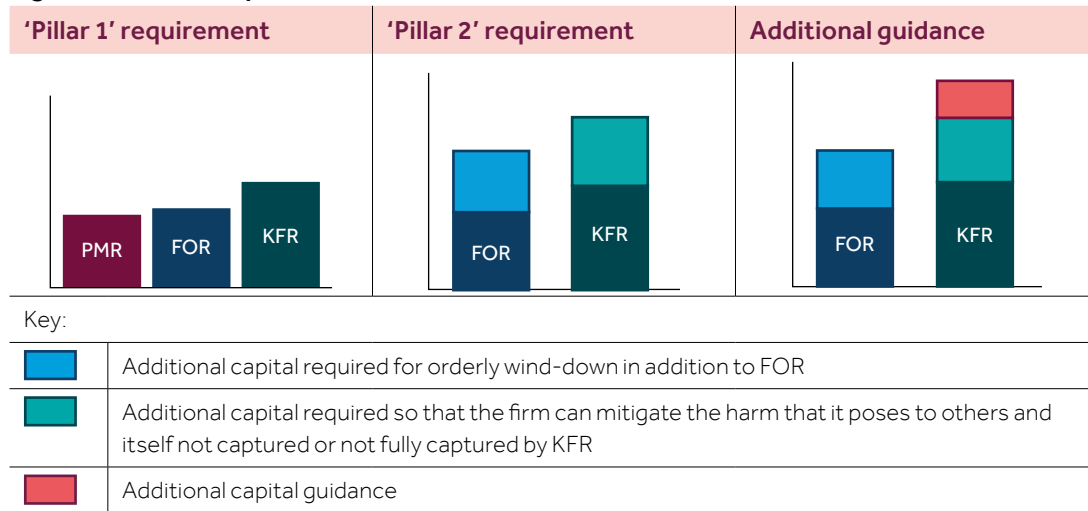 'Pillar 1' requirement
'Pillar 2' requirement
Additional guidance
PMR
FOR
KFR
FOR
KFR
FOR
KFR
Key:
Additional capital required for orderly wind-down in addition to FOR
Additional capital required so that the firm can mitigate the harm that it poses to others and
itself not captured or not fully captured by KFR
Additional capital guidance